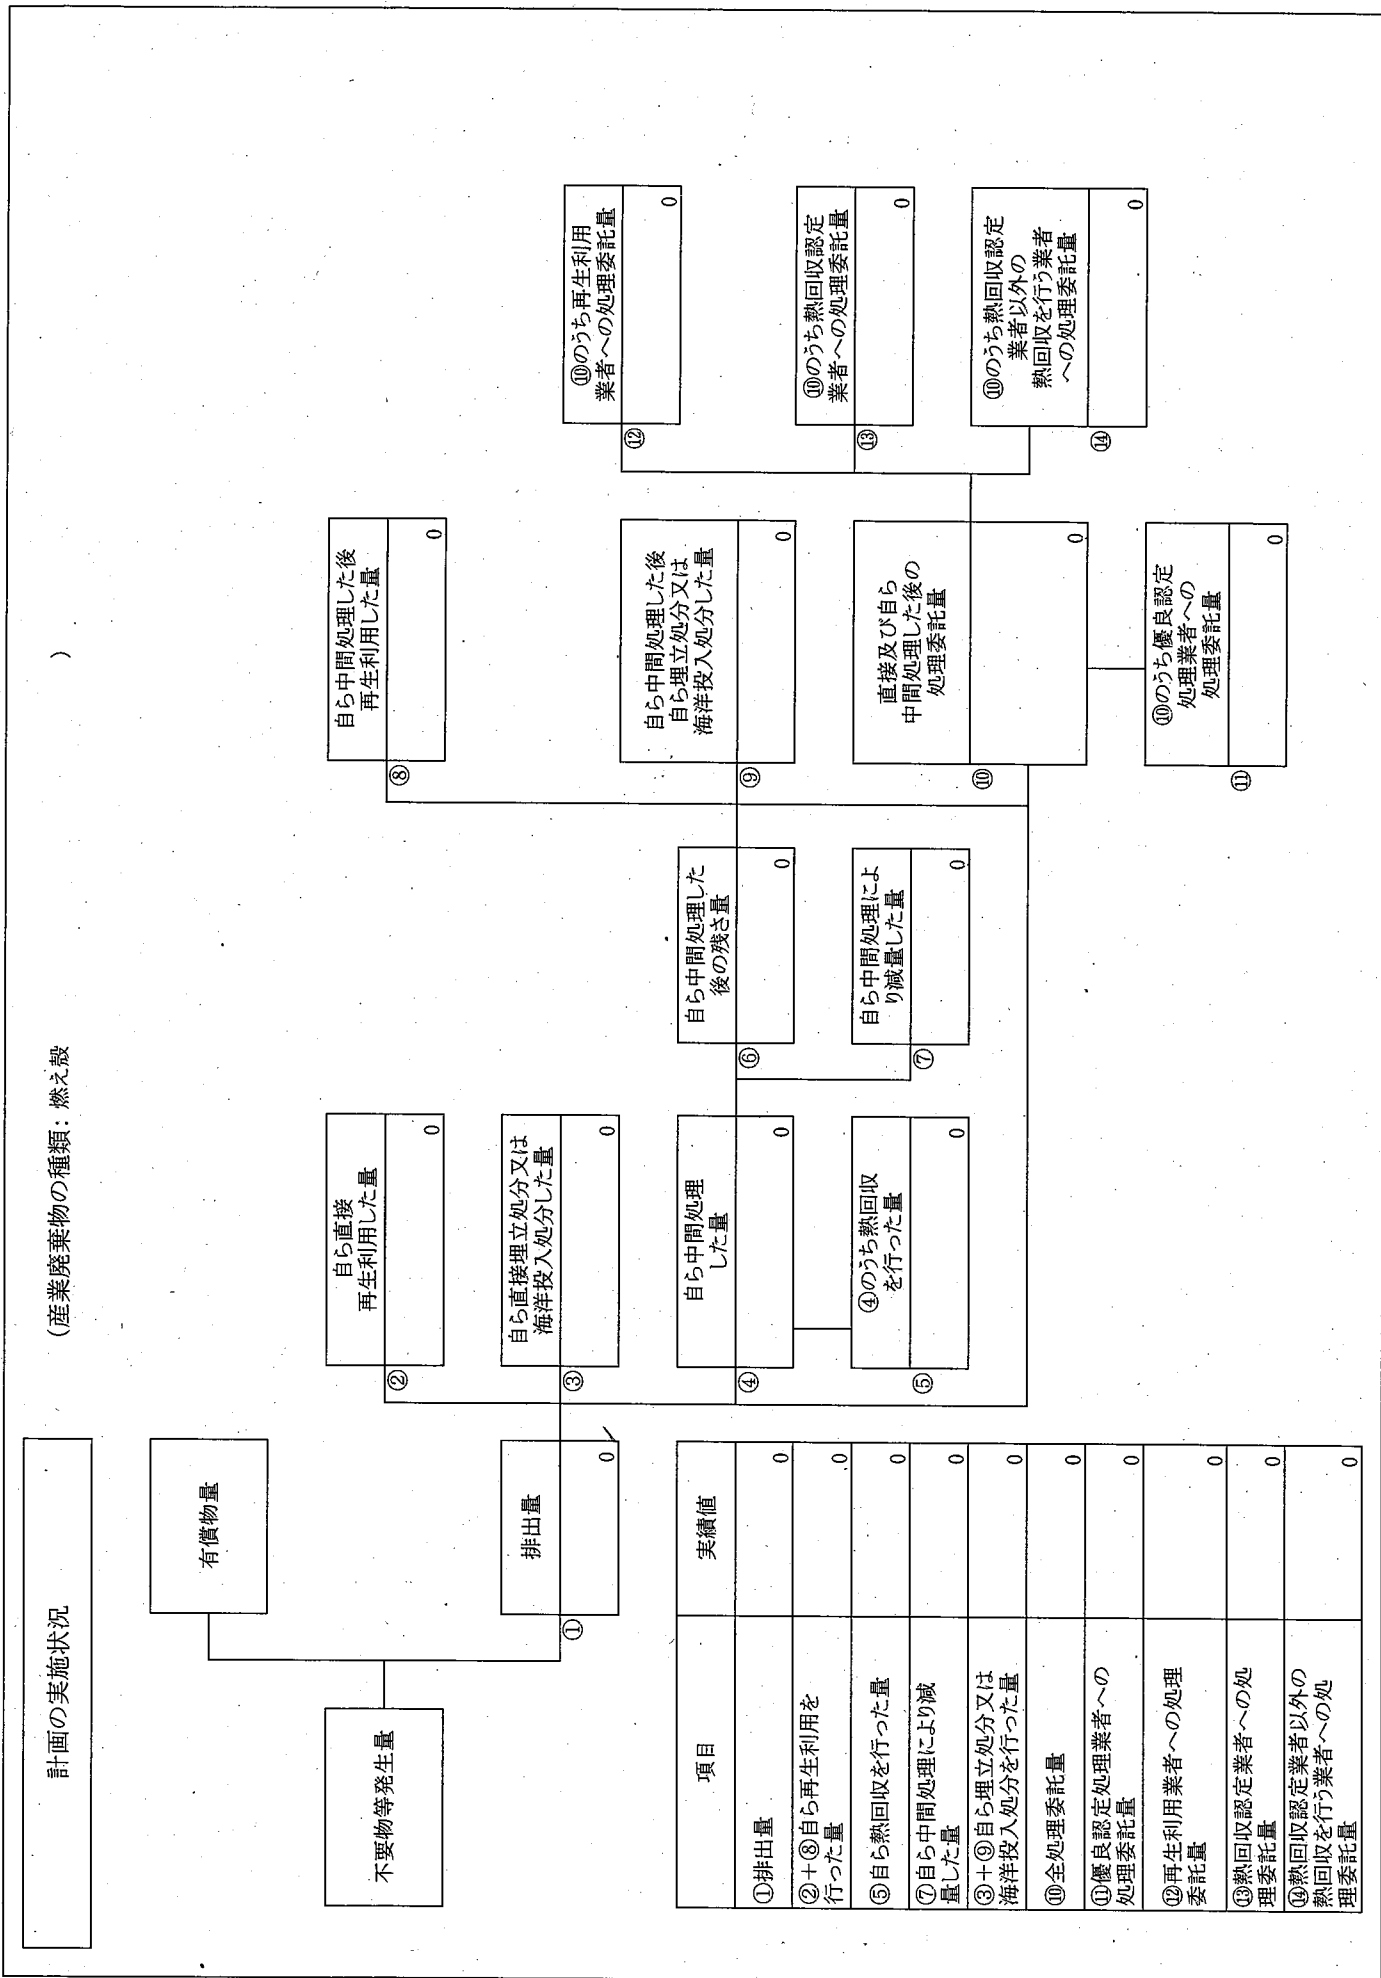 計画の実施状況
(産業廃棄物の種類：燃え殻
)
不要物等発生量
有償物量
排出量
①
0
自ら直接
再生利用した量
②
0
自ら直接埋立処分又は
海洋投入処分した量
③
0
自ら中間処理
した量
④
0
④のうち熱回収
を行った量
⑤
0
自ら中間処理した
後の残さ量
⑥
0
自ら中間処理によ
り減量した量
⑦
0
自ら中間処理した後
再生利用した量
⑧
0
自ら中間処理した後
自ら埋立処分又は
海洋投入処分した量
⑨
0
直接及び自ら
中間処理した後の
処理委託量
⑩
0
⑩のうち優良認定
処理業者への
処理委託量
⑪
0
⑩のうち再生利用
業者への処理委託量
⑫
0
⑩のうち熱回収認定
業者への処理委託量
⑬
0
⑩のうち熱回収認定
業者以外の
熱回収を行う業者
への処理委託量
⑭
0
項目 実績値
①排出量 0
②+⑧自ら再生利用を
行った量 0
⑤自ら熱回収を行った量 0
⑦自ら中間処理により減
量した量 0
③+⑨自ら埋立処分又は
海洋投入処分を行った量 0
⑩全処理委託量 0
⑪優良認定処理業者への
処理委託量 0
⑫再生利用業者への処理
委託量 0
⑬熱回収認定業者への処
理委託量 0
⑭熱回収認定業者以外の
熱回収を行う業者への処
理委託量 0